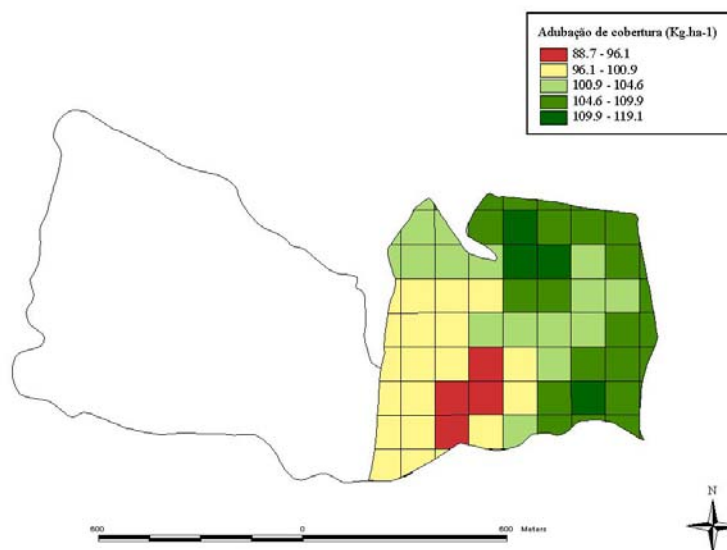 Adubação de cobertura (Kg.ha-1)
88.7 - 96.1
96.1 - 100.9
100.9 - 104.6
104.6 - 109.9
109.9 - 119.1
N
600 0 600 Meters